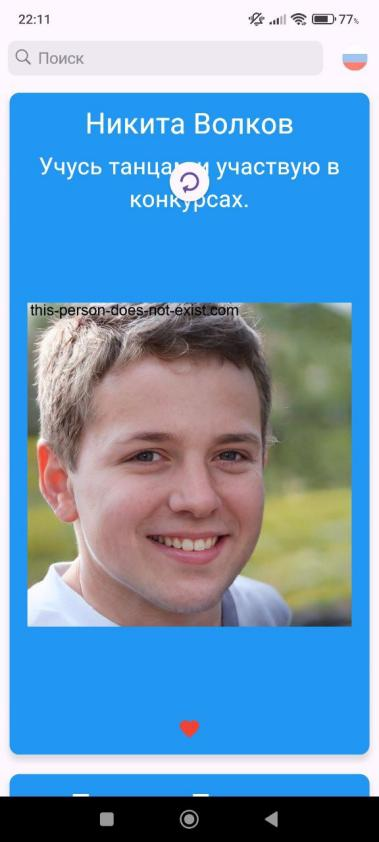 22:11
77%
Поиск
Никита Волков
Учусь танцам и участвую в
конкурсах.
this-person-does-not-exist.com